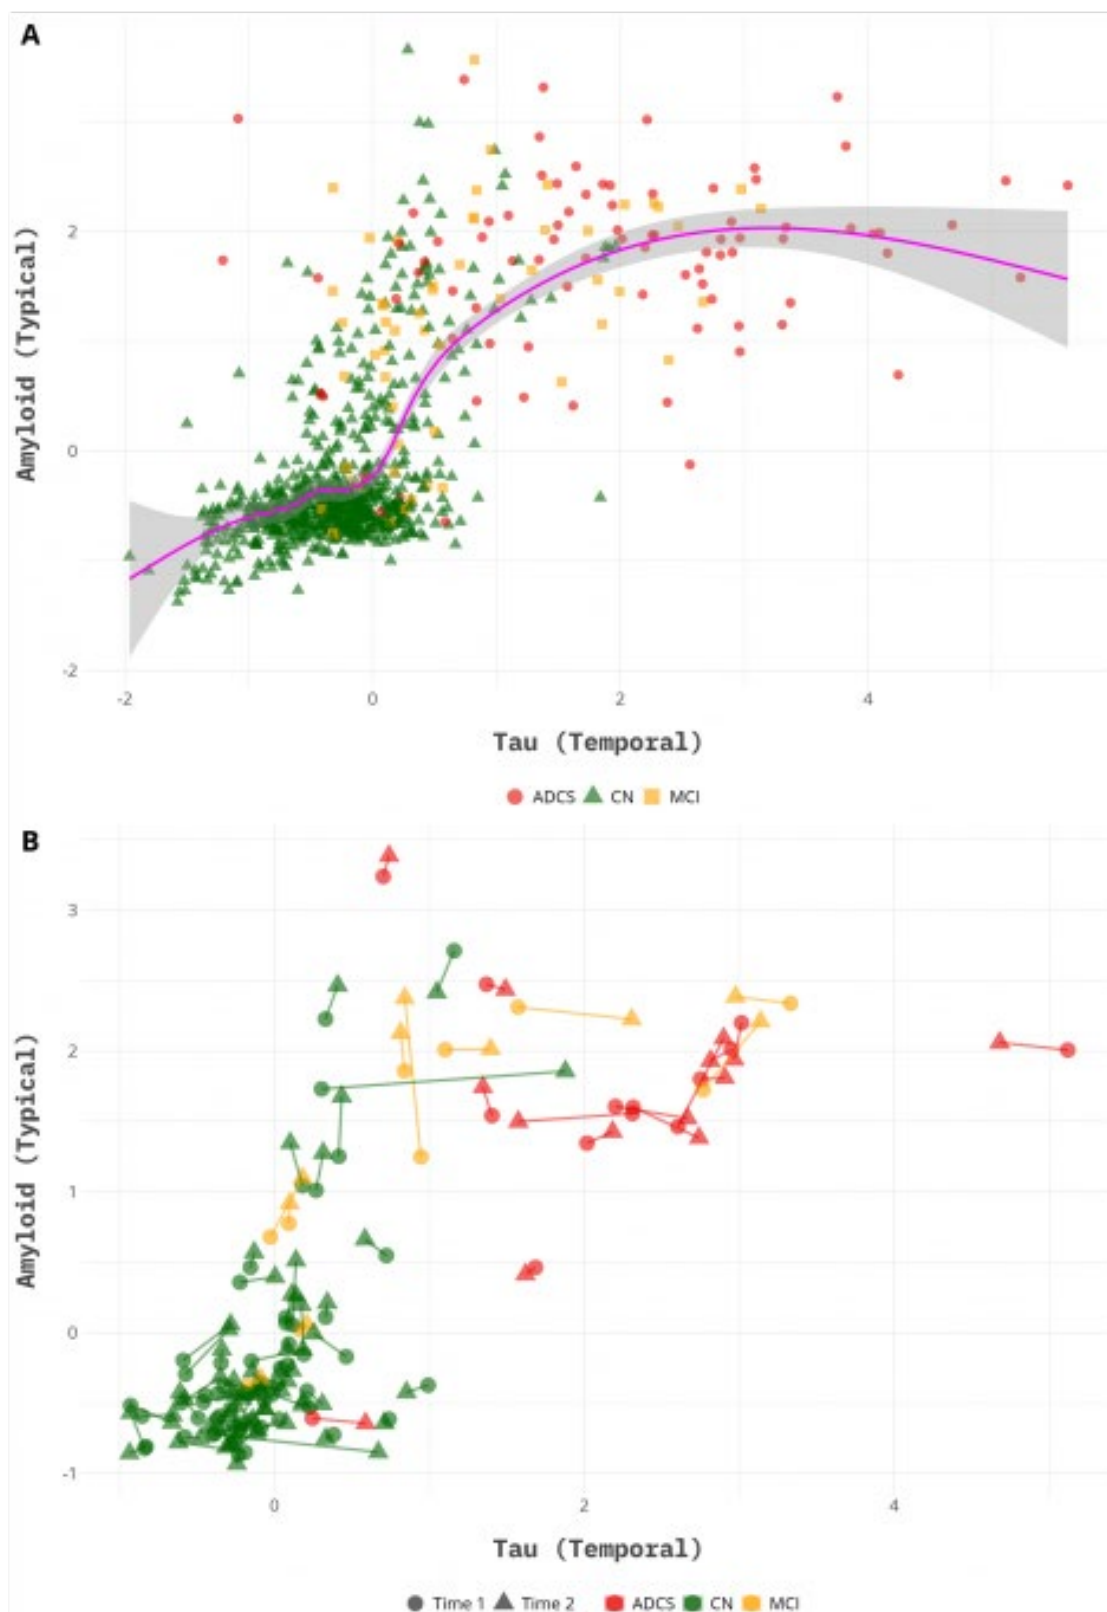 A
Amyloid (Typical)
2
0
-2
-2 0 2 4
Tau (Temporal)
ADCS CN MCI
B
Amyloid (Typical)
3
2
1
0
-1
0 2 4
Tau (Temporal)
Time 1 Time 2 ADCS CN MCI